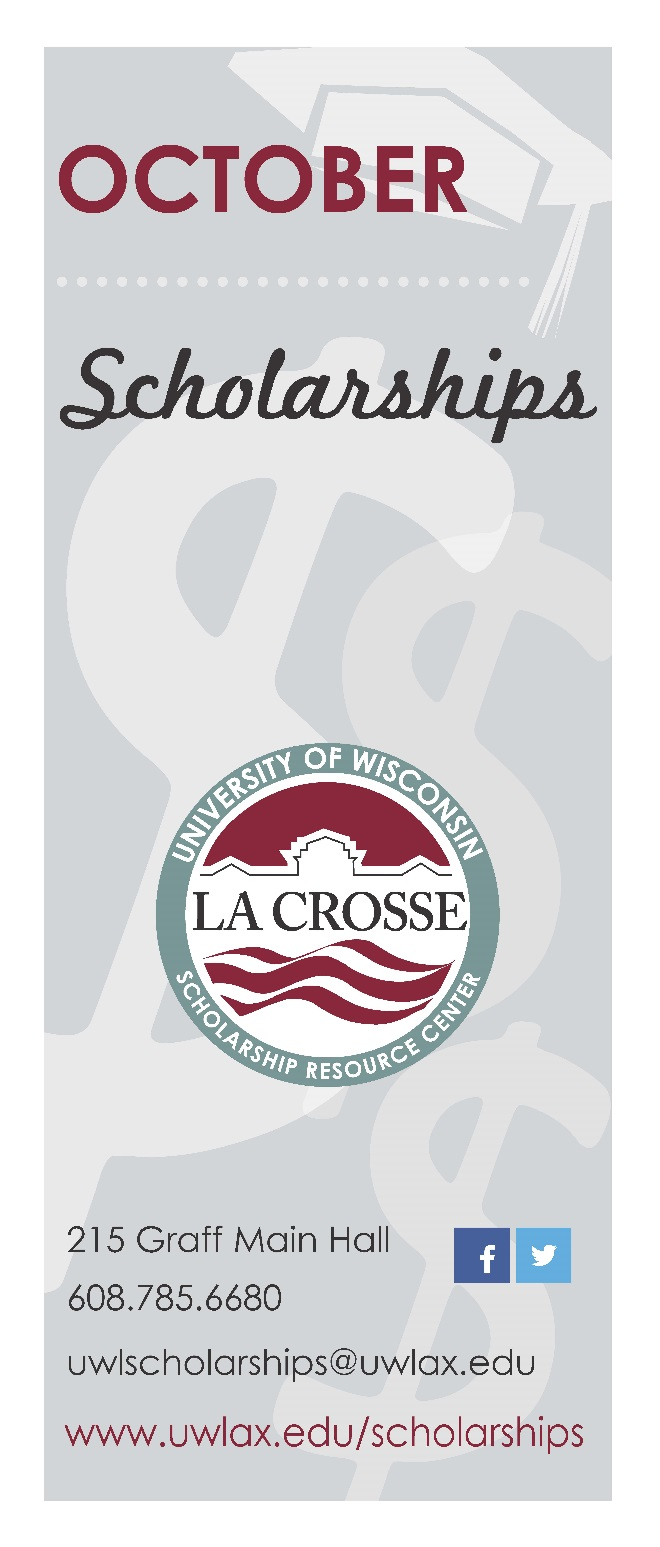 OCTOBER
Scholarships
UNIVERSITY OF WISCONSIN
LA CROSSE
SCHOLARSHIP RESOURCE CENTER
215 Graff Main Hall
608.785.6680
uwlscholarships@uwlax.edu
www.uwlax.edu/scholarships